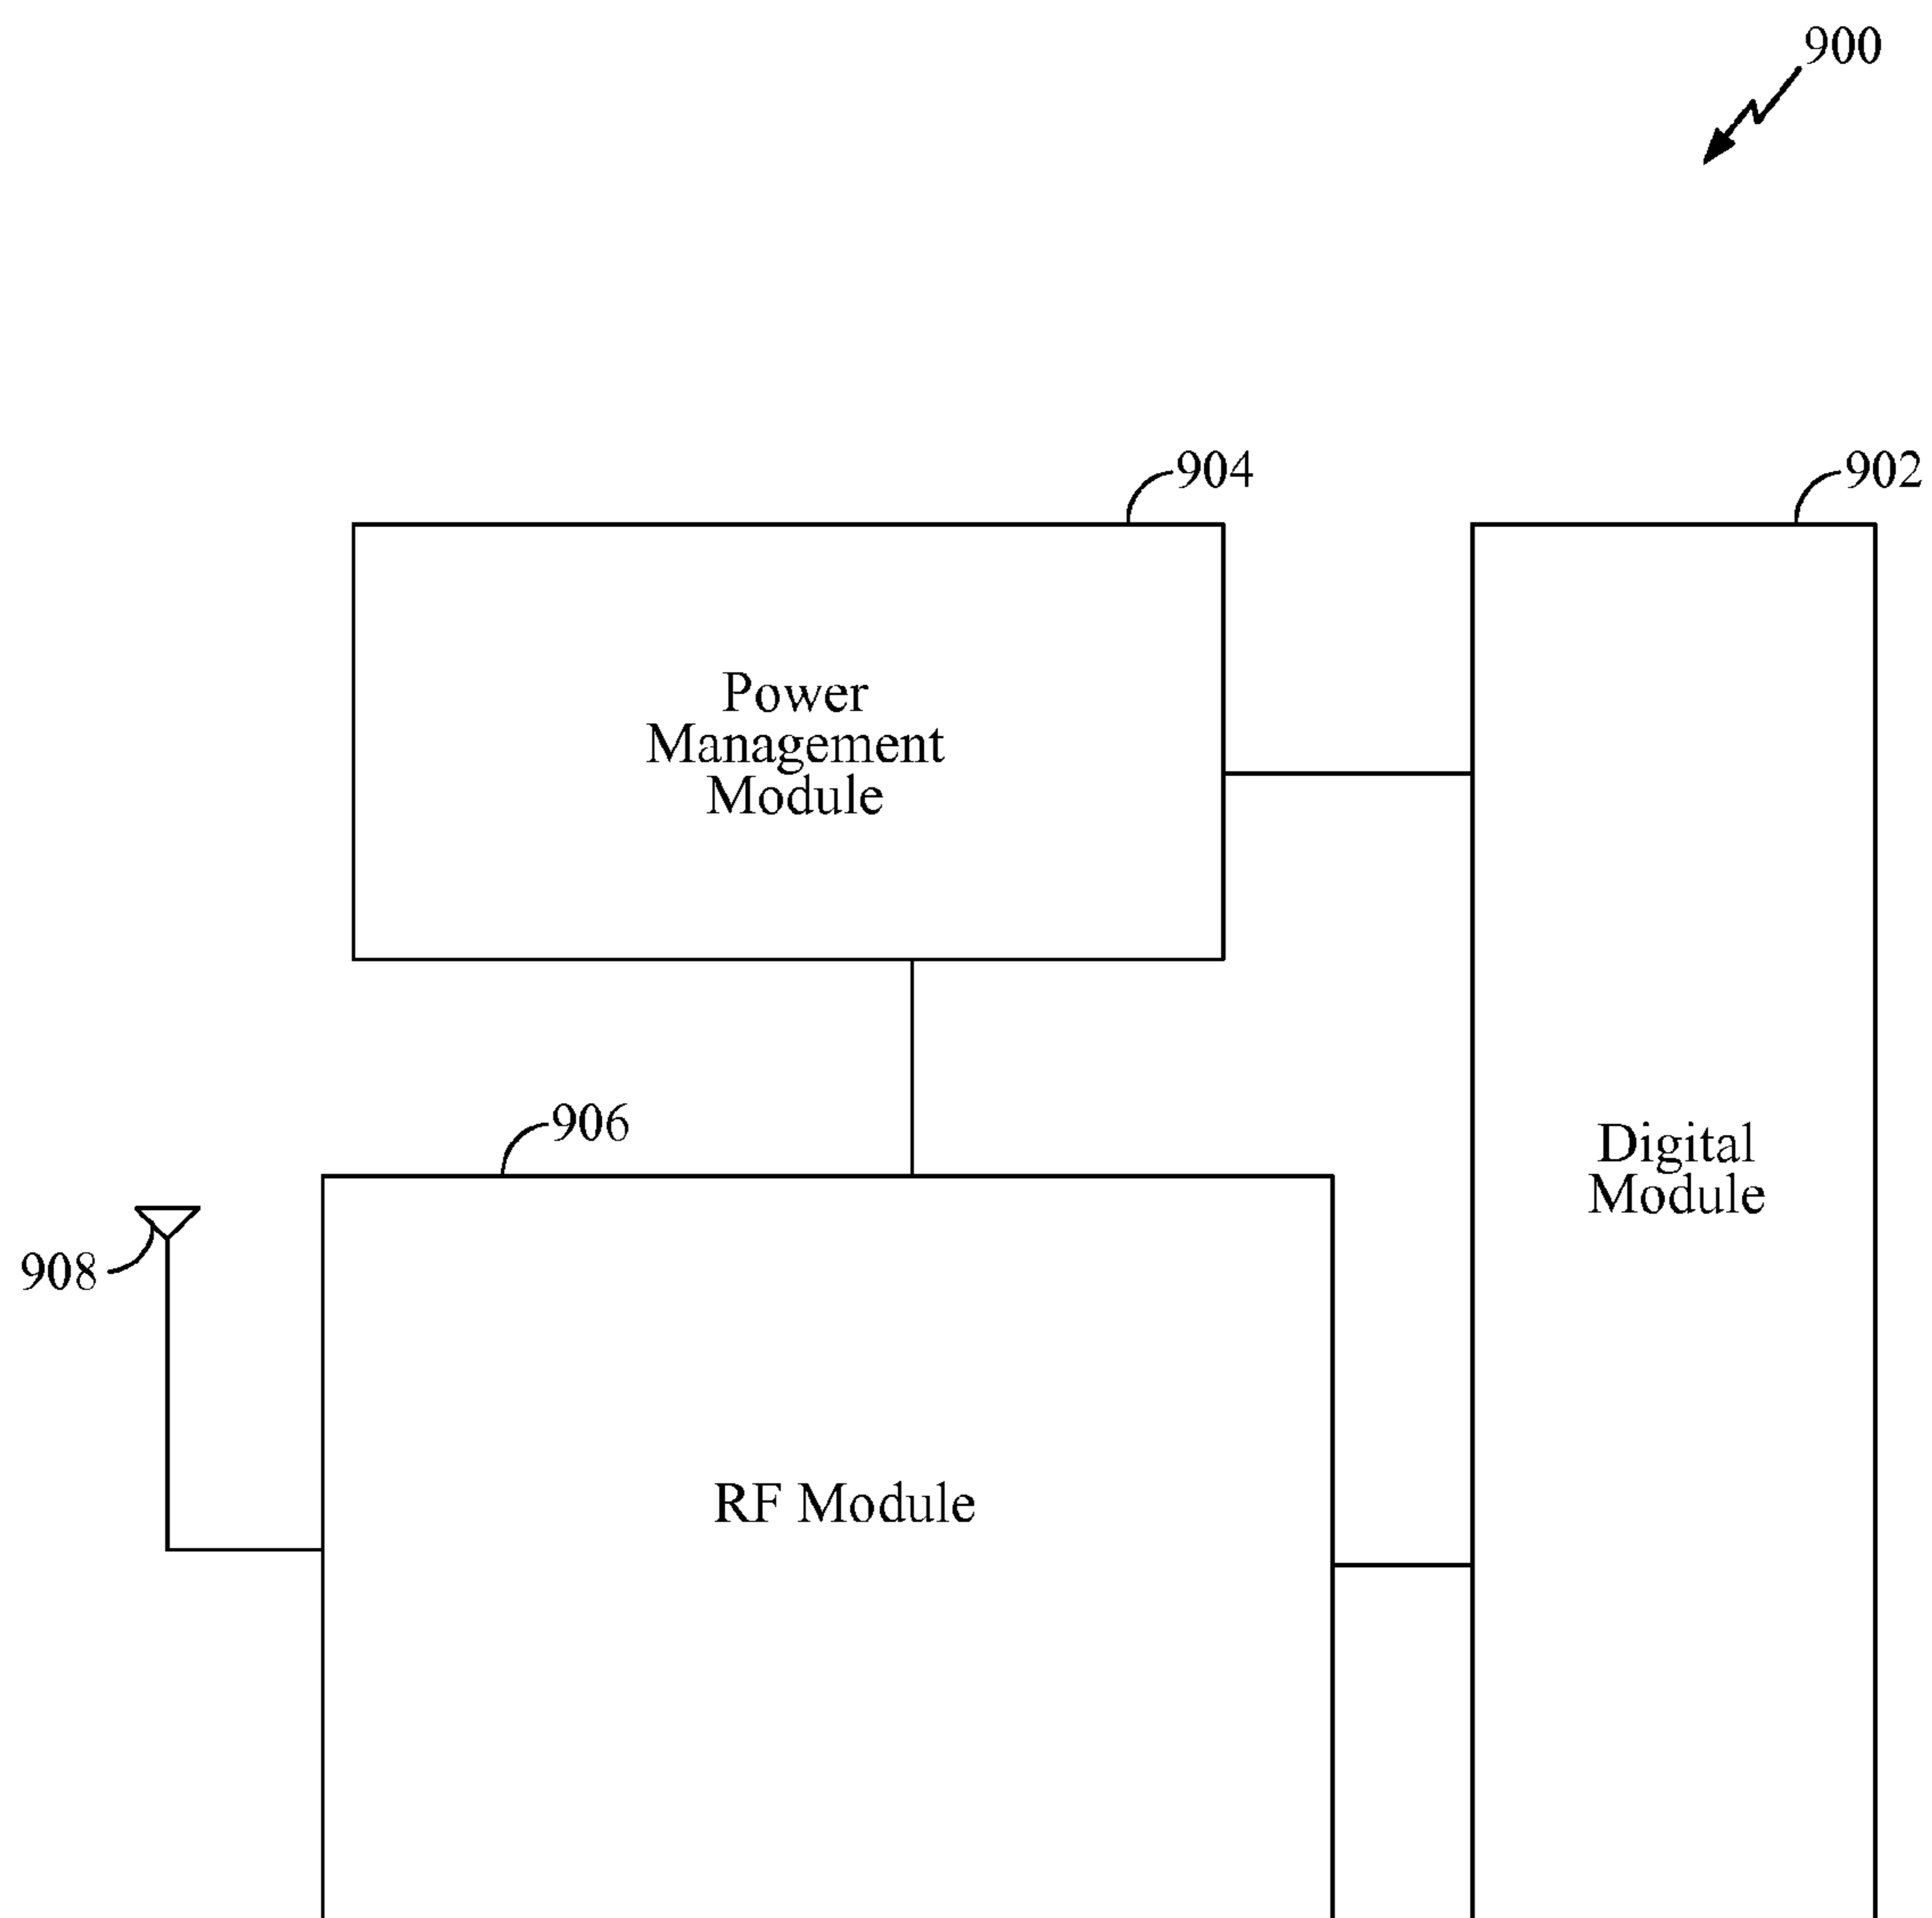 900
904
902
Power
Management
Module
906
Digital
Module
908
RF Module